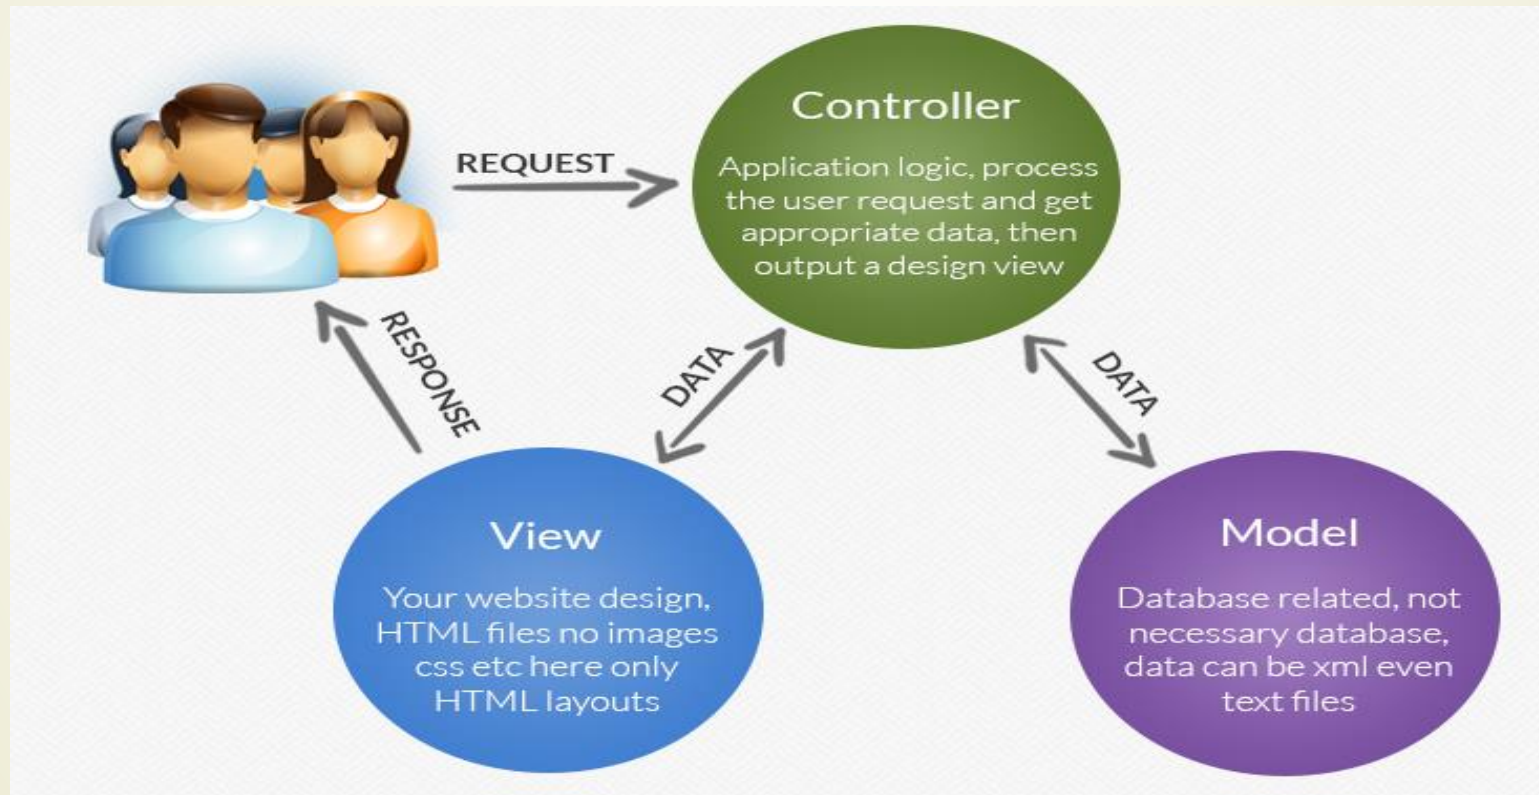 Controller
Application logic, process
the user request and get
appropriate data, then
output a design view
REQUEST
RESPONSE
DATA
DATA
View
Your website design,
HTML files no images
css etc here only
HTML layouts
Model
Database related, not
necessary database,
data can be xml even
text files